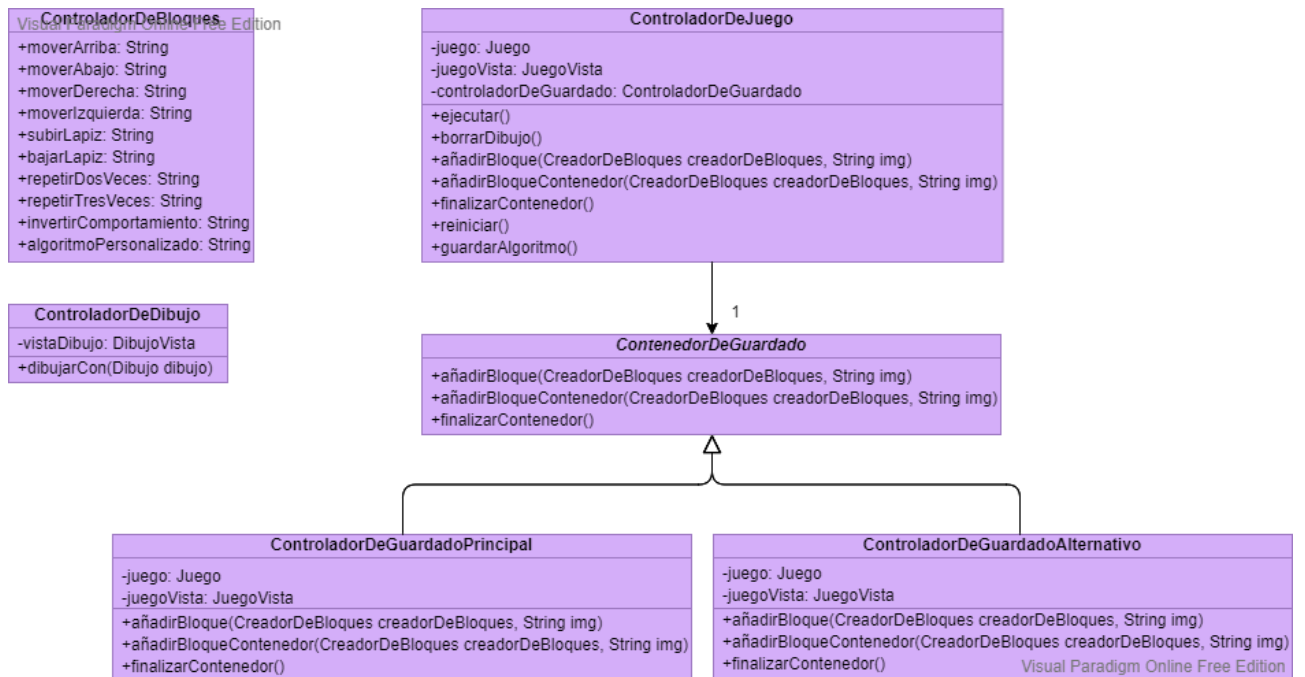 ControladorDeBloques
Visual Paradigm Online Free Edition
+moverArriba: String
+moverAbajo: String
+moverDerecha: String
+moverIzquierda: String
+subirLapiz: String
+bajarLapiz: String
+repetirDosVeces: String
+repetirTresVeces: String
+invertirComportamiento: String
+algoritmoPersonalizado: String
ControladorDeJuego
-juego: Juego
-juegoVista: JuegoVista
-controladorDeGuardado: ControladorDeGuardado
+ejecutar()
+borrarDibujo()
+añadirBloque(CreadorDeBloques creadorDeBloques, String img)
+añadirBloqueContenedor(CreadorDeBloques creadorDeBloques, String img)
+finalizarContenedor()
+reiniciar()
+guardarAlgoritmo()
ControladorDeDibujo
-vistaDibujo: DibujoVista
+dibujarCon(Dibujo dibujo)
1
ContenedorDeGuardado
+añadirBloque(CreadorDeBloques creadorDeBloques, String img)
+añadirBloqueContenedor(CreadorDeBloques creadorDeBloques, String img)
+finalizarContenedor()
ControladorDeGuardadoPrincipal
-juego: Juego
-juegoVista: JuegoVista
+añadirBloque(CreadorDeBloques creadorDeBloques, String img)
+añadirBloqueContenedor(CreadorDeBloques creadorDeBloques, String img)
+finalizarContenedor()
ControladorDeGuardadoAlternativo
-juego: Juego
-juegoVista: JuegoVista
+añadirBloque(CreadorDeBloques creadorDeBloques, String img)
+añadirBloqueContenedor(CreadorDeBloques creadorDeBloques, String img)
+finalizarContenedor()
Visual Paradigm Online Free Edition